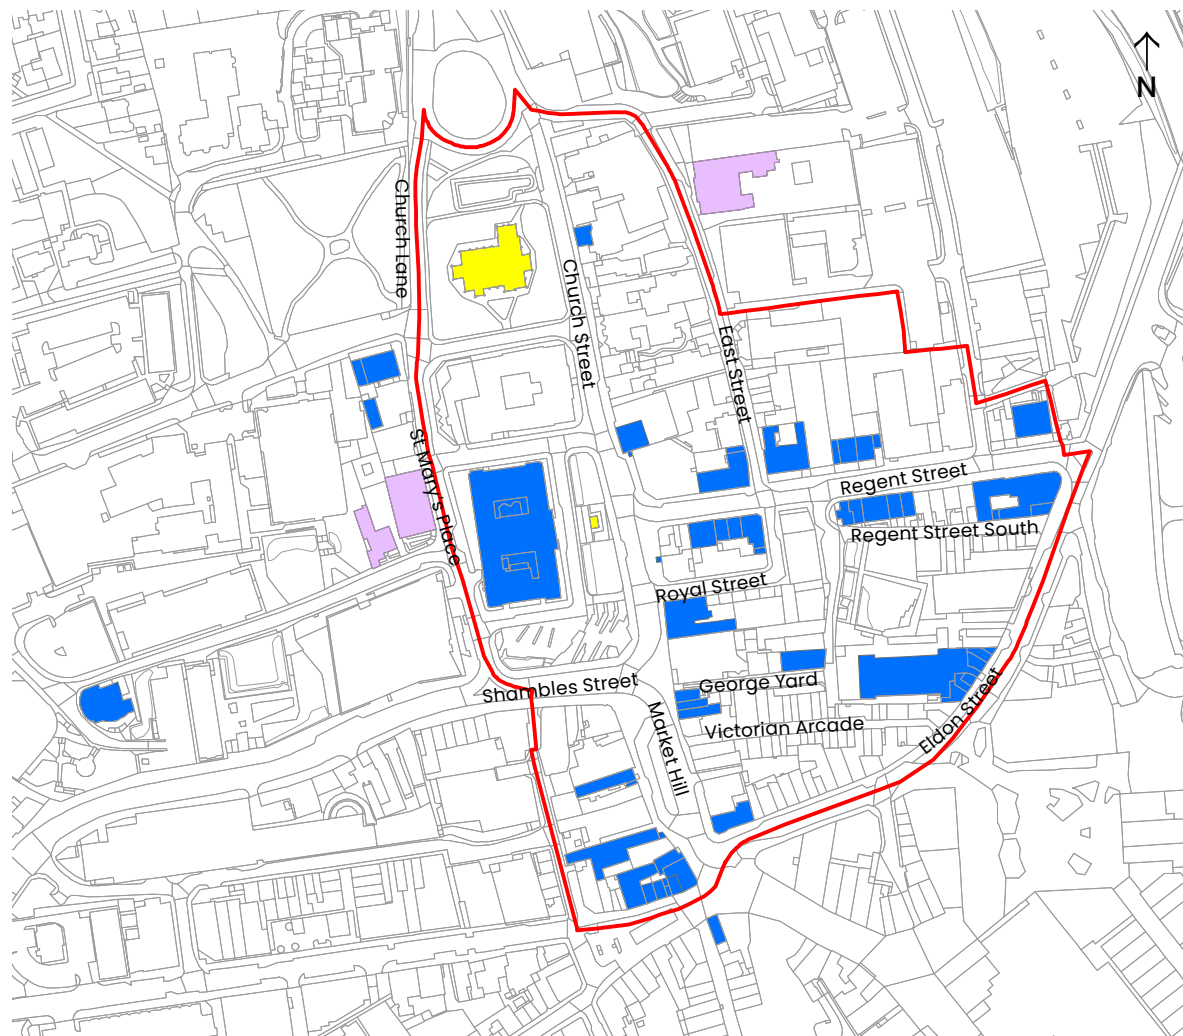 N
Church Lane
Church Street
East Street
St Mary's Place
Regent Street
Regent Street South
Royal Street
George Yard
Shambles Street
Market Hill
Victorian Arcade
Eldon Street